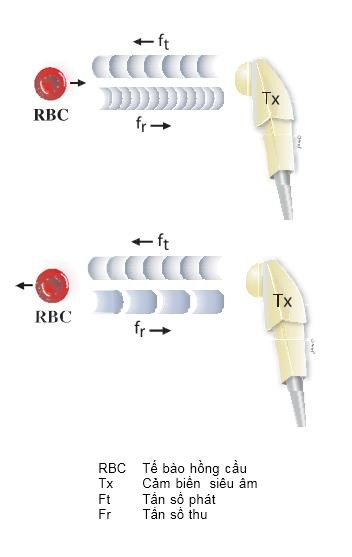 ← ft
Tx
RBC
fr →
← ft
Tx
RBC
fr →
RBC Tế bào hồng cầu
Tx Cảm biến siêu âm
Ft Tần số phát
Fr Tần số thu